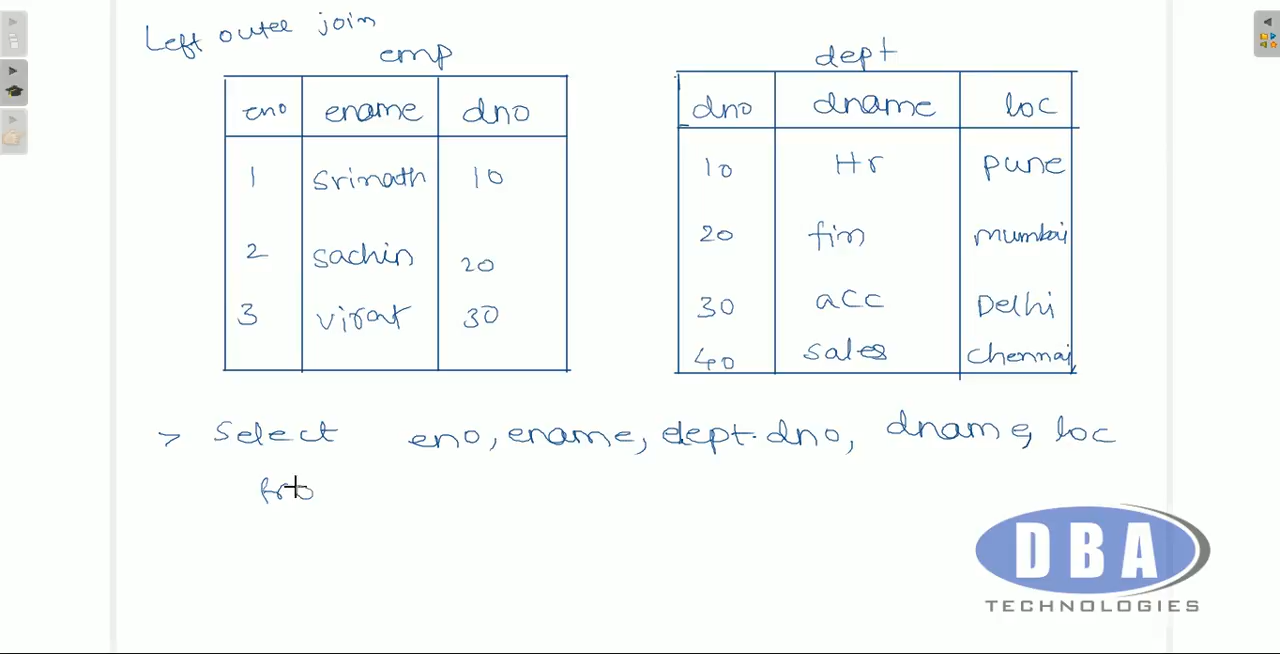 Left outer join
emp
dept
eno ename dno
dno dname loc
1 Srimath 10
10 Hr pune
2 sachin 20
20 fin mumbai
3 virat 30
30 acc Delhi
40 sales chennai
> Select eno, ename, dept.dno, dname, loc
fro
DBA
TECHNOLOGIES